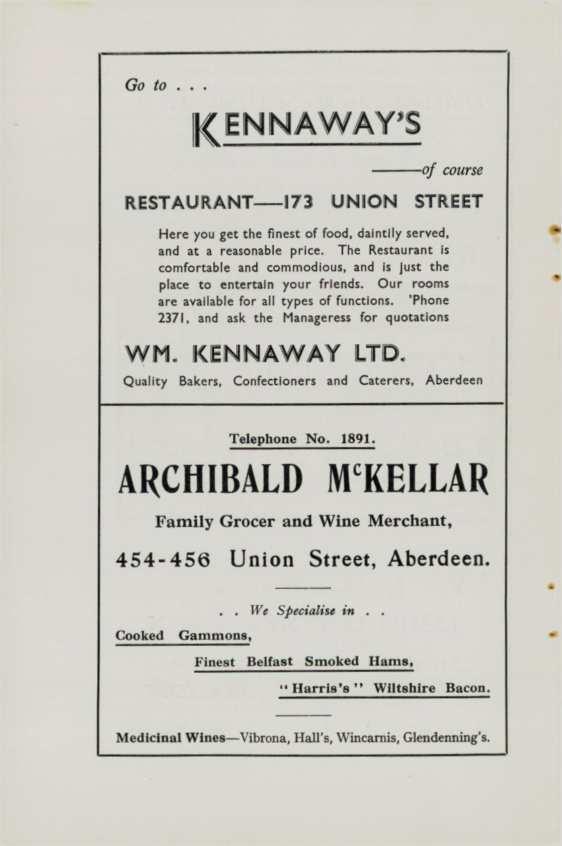 Go to . . .
KENNAWAY'S
——of course
RESTAURANT—173 UNION STREET
Here you get the finest of food, daintily served,
and at a reasonable price. The Restaurant is
comfortable and commodious, and is just the
place to entertain your friends. Our rooms
are available for all types of functions. 'Phone
2371, and ask the Manageress for quotations
WM. KENNAWAY LTD.
Quality Bakers, Confectioners and Caterers, Aberdeen
Telephone No. 1891.
ARCHIBALD McKELLAR
Family Grocer and Wine Merchant,
454-456 Union Street, Aberdeen.
. . We Specialise in . .
Cooked Gammons,
Finest Belfast Smoked Hams,
"Harris's" Wiltshire Bacon.
Medicinal Wines—Vibrona, Hall's, Wincarnis, Glendenning's.